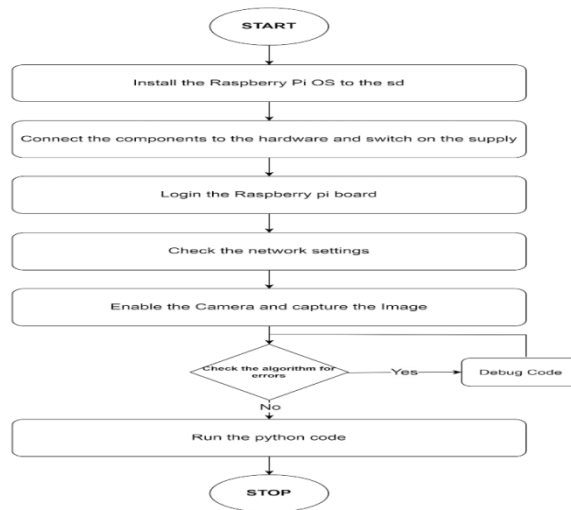 START
Install the Raspberry Pi OS to the sd
Connect the components to the hardware and switch on the supply
Login the Raspberry pi board
Check the network settings
Enable the Camera and capture the Image
Check the algorithm for
errors
Yes
Debug Code
No
Run the python code
STOP